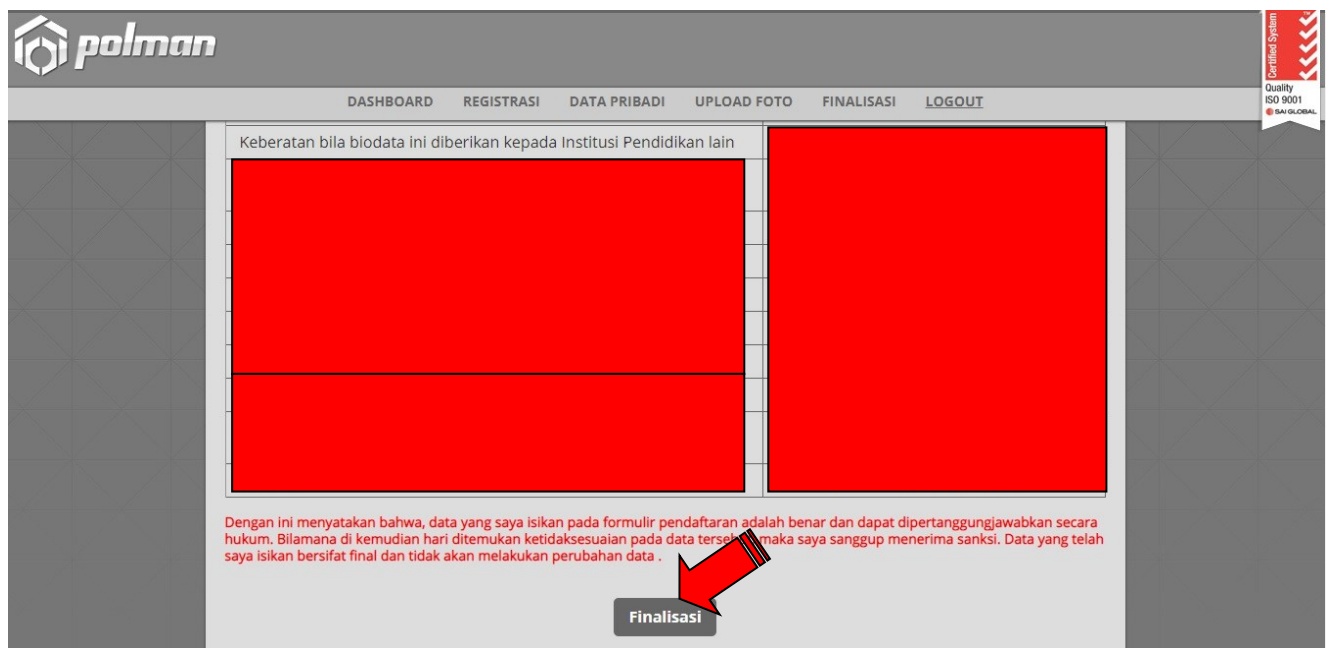 polman
Certified System
Quality
ISO 9001
SAI GLOBAL
DASHBOARD REGISTRASI DATA PRIBADI UPLOAD FOTO FINALISASI LOGOUT
Keberatan bila biodata ini diberikan kepada Institusi Pendidikan lain
Dengan ini menyatakan bahwa, data yang saya isikan pada formulir pendaftaran adalah benar dan dapat dipertanggungjawabkan secara
hukum. Bilamana di kemudian hari ditemukan ketidaksesuaian pada data maka saya sanggup menerima sanksi. Data yang telah
saya isikan bersifat final dan tidak akan melakukan perubahan data .
Finalisasi